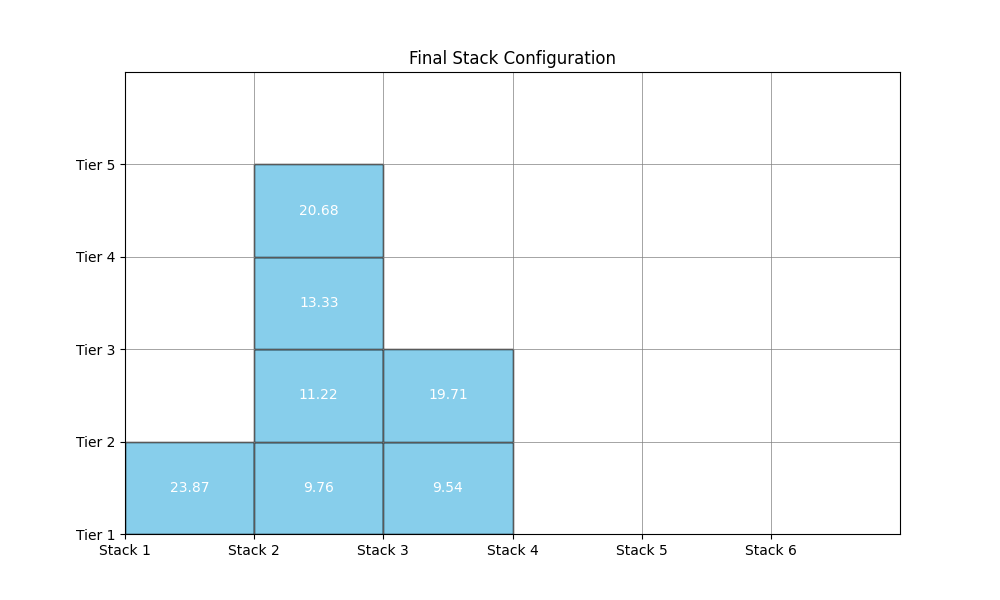 Final Stack Configuration
Tier 5
20.68
Tier 4
13.33
Tier 3
11.22 19.71
Tier 2
23.87 9.76 9.54
Tier 1
Stack 1 Stack 2 Stack 3 Stack 4 Stack 5 Stack 6